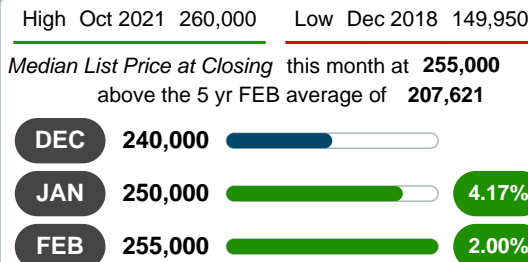 High Oct 2021 260,000 Low Dec 2018 149,950
Median List Price at Closing this month at 255,000
above the 5 yr FEB average of 207,621
DEC 240,000
JAN 250,000 4.17%
FEB 255,000 2.00%